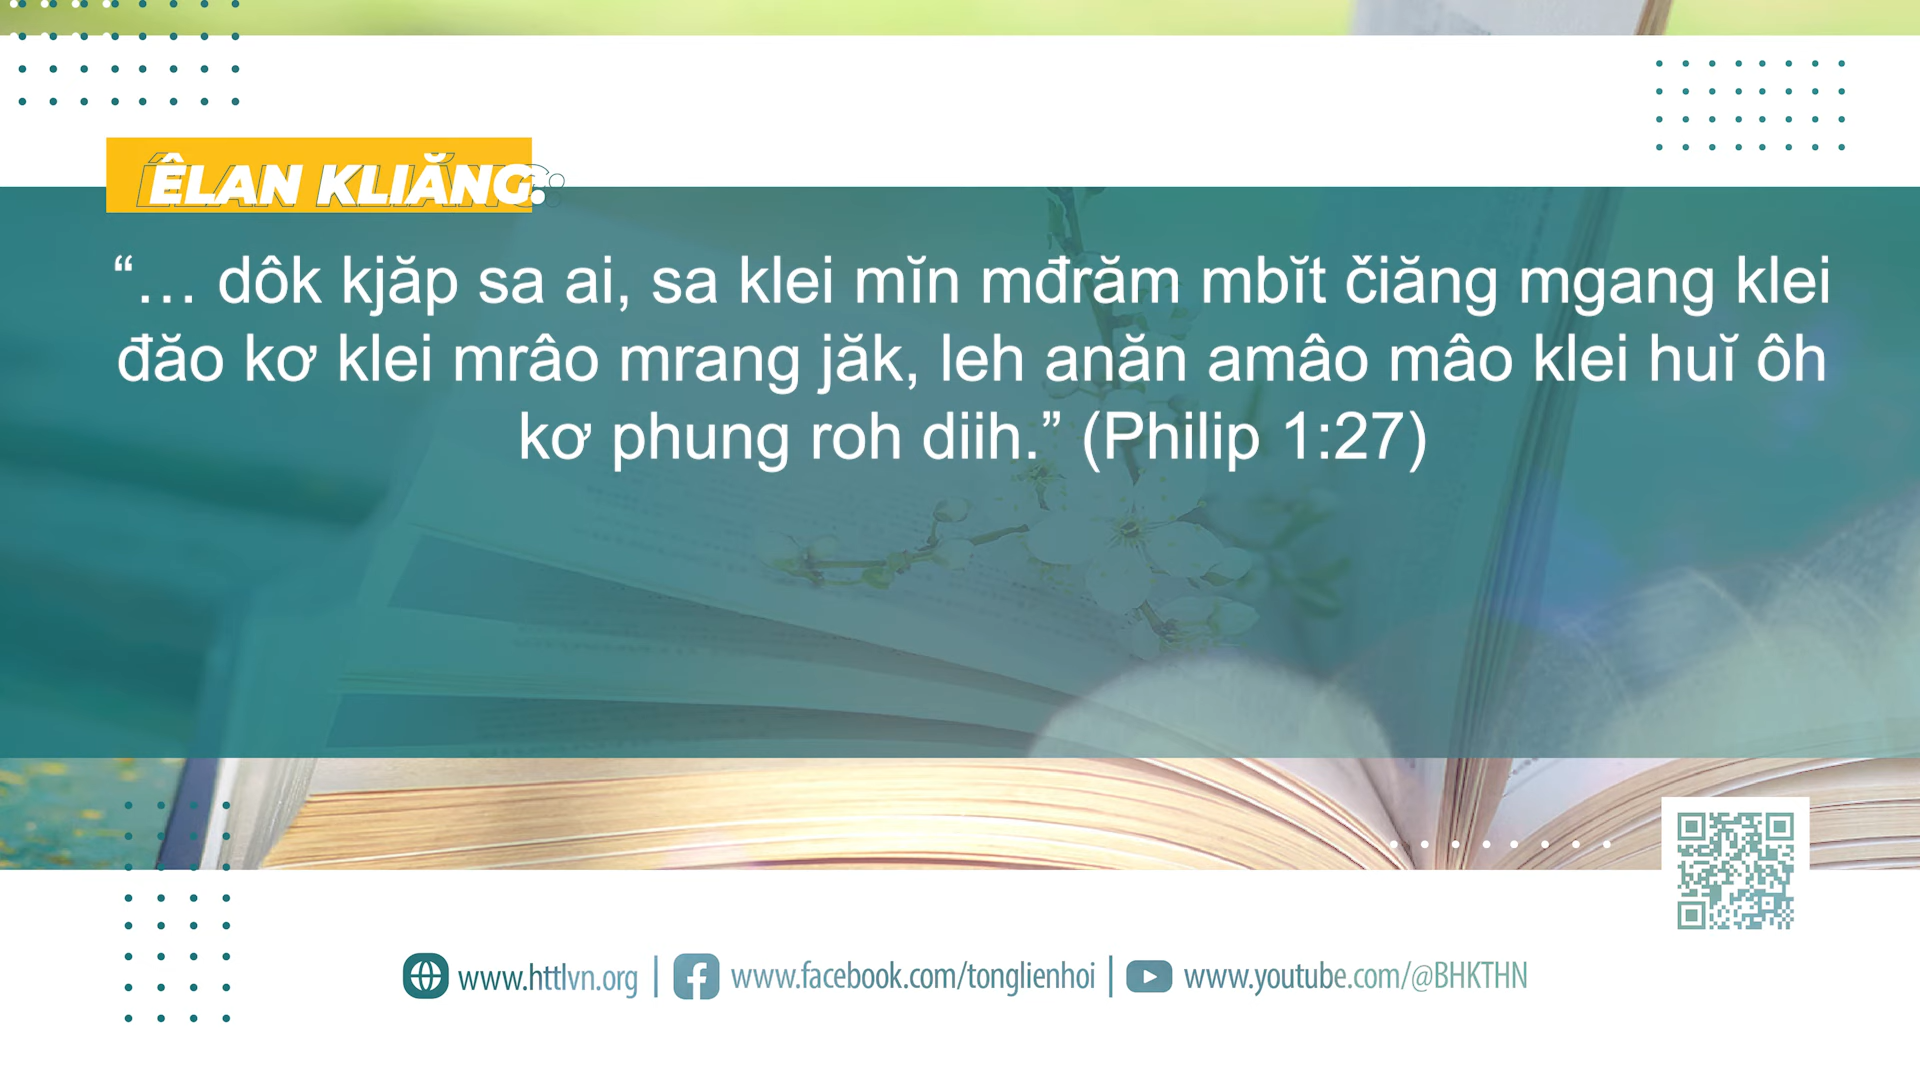 ÊLAN KLIĂNG:
“… dôk kjăp sa ai, sa klei mĭn mđrăm mbĭt čiăng mgang klei
đăo kơ klei mrâo mrang jăk, leh anăn amâo mâo klei huĭ ôh
kơ phung roh diih.” (Philip 1:27)
www.httlvn.org | www.facebook.com/tonglienhoi | www.youtube.com/@BHKTHN